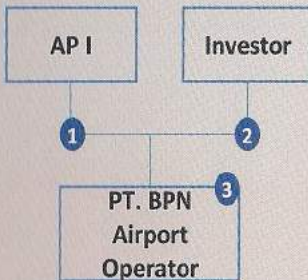 AP I
Investor
1
2
3
PT. BPN
Airport
Operator